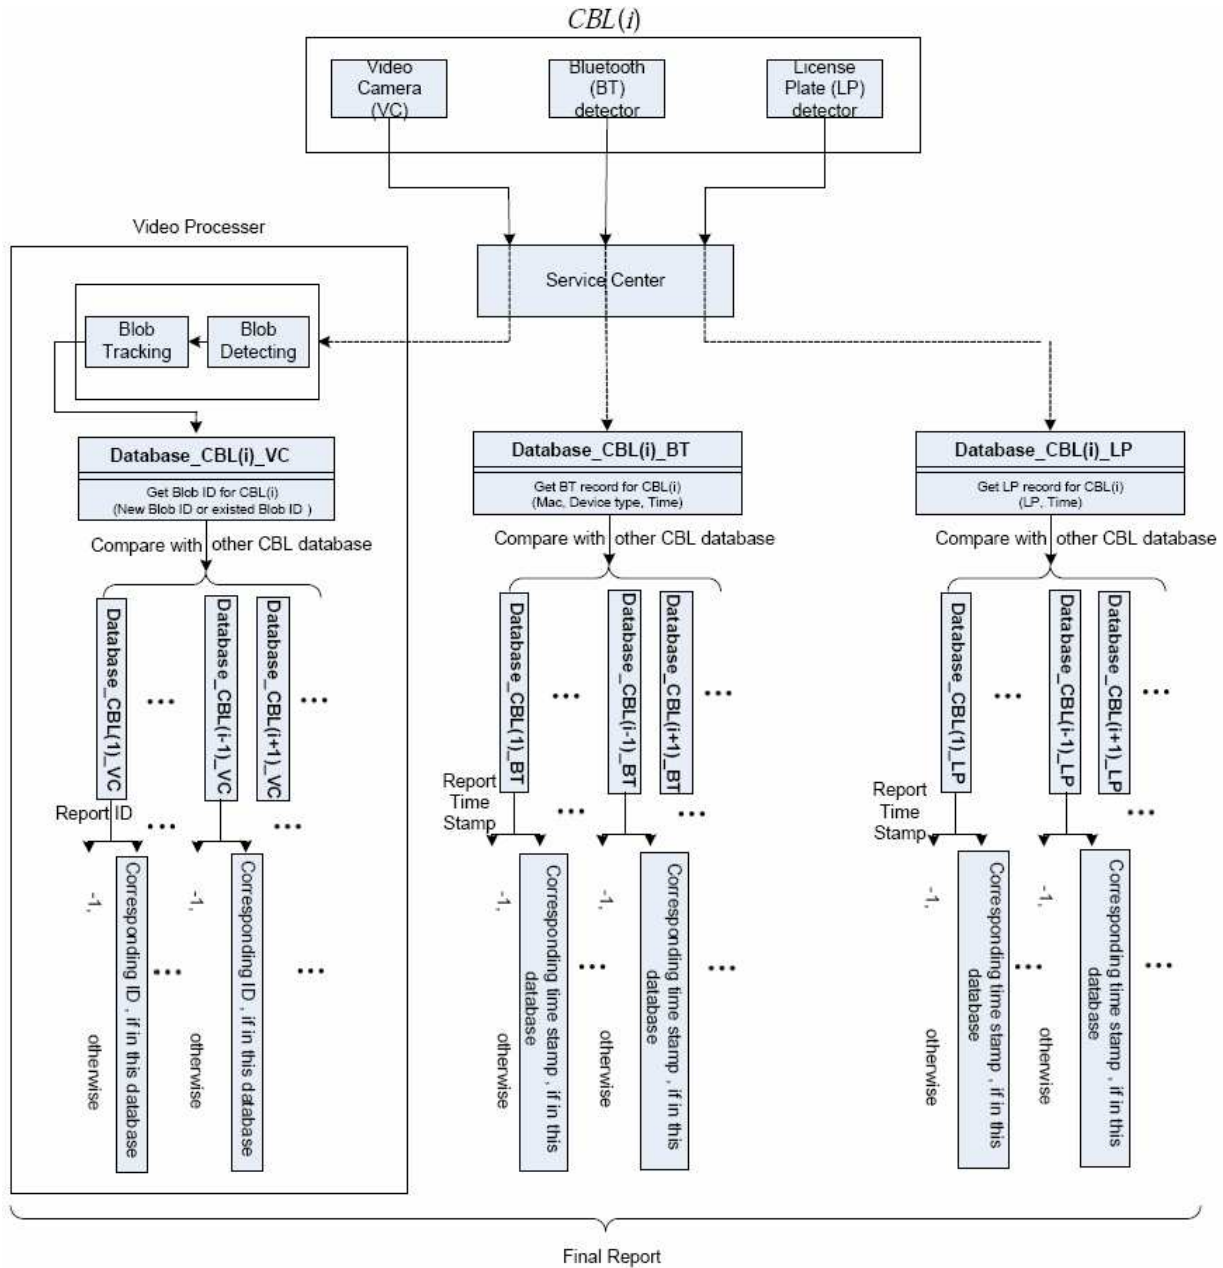 CBL(i)
Video
Camera
(VC)
Bluetooth
(BT)
detector
License
Plate (LP)
detector
Video Processer
Service Center
Blob
Tracking
Blob
Detecting
Database_CBL(i)_VC
Get Blob ID for CBL(i)
(New Blob ID or existed Blob ID )
Database_CBL(i)_BT
Get BT record for CBL(i)
(Mac, Device type, Time)
Database_CBL(i)_LP
Get LP record for CBL(i)
(LP, Time)
Compare with other CBL database
Compare with other CBL database
Compare with other CBL database
Database_CBL(1)_VC
...
Database_CBL(i-1)_VC
Database_CBL(i+1)_VC
...
Database_CBL(1)_BT
...
Database_CBL(i-1)_BT
Database_CBL(i+1)_BT
...
Database_CBL(1)_LP
...
Database_CBL(i-1)_LP
Database_CBL(i+1)_LP
...
Report ID
...
...
Report
Time
Stamp
...
...
Report
Time
Stamp
...
...
-1, otherwise
Corresponding ID , if in this database
...
-1, otherwise
Corresponding ID , if in this database
...
-1, otherwise
Corresponding time stamp , if in this
database
...
-1, otherwise
Corresponding time stamp , if in this
database
...
-1, otherwise
Corresponding time stamp , if in this
database
...
-1, otherwise
Corresponding time stamp , if in this
database
...
Final Report